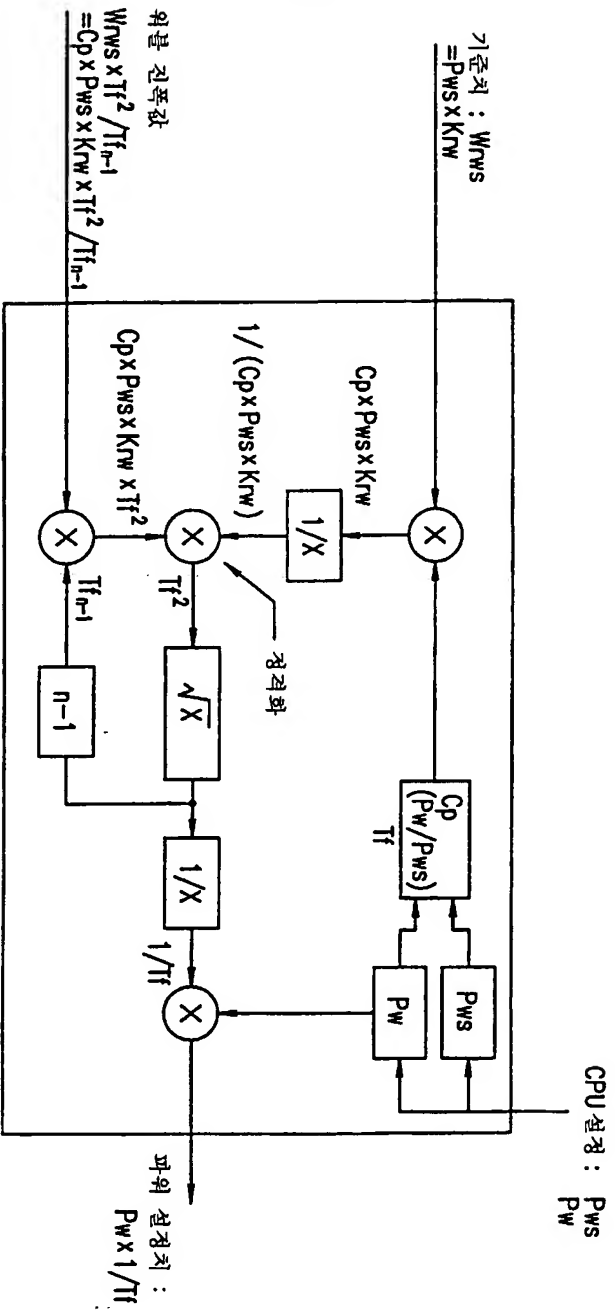 CPU 설정 : Pws
Pw
기준치 : Wrws
=Pws×Krw
Pws
Pw
Cp
(Pw/Pws)
Tf
X
Cp×Pws×Krw
1/X
1/(Cp×Pws×Krw)
정격화
위블 진폭값
Wrws×Tf²/Tfn-1
=Cp×Pws×Krw×Tf²/Tfn-1
Cp×Pws×Krw×Tf²
X
Tf²
√X
1/X
1/Tf
X
파워 설정치 :
Pw×1/Tf
X
Tfn-1
n-1